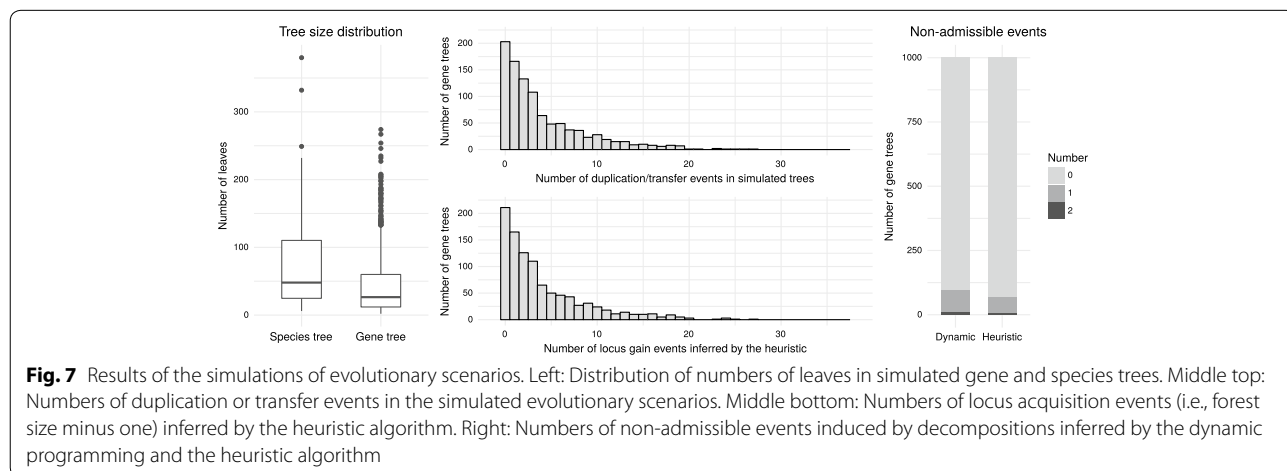 Tree size distribution
Number of leaves
300
200
100
0
Species tree
Gene tree
Number of gene trees
200
150
100
50
0
0
10
20
30
Number of duplication/transfer events in simulated trees
Number of gene trees
200
150
100
50
0
0
10
20
30
Number of locus gain events inferred by the heuristic
Non-admissible events
Number of gene trees
1000
750
500
250
0
Dynamic
Heuristic
Number
0
1
2
Fig. 7 Results of the simulations of evolutionary scenarios. Left: Distribution of numbers of leaves in simulated gene and species trees. Middle top:
Numbers of duplication or transfer events in the simulated evolutionary scenarios. Middle bottom: Numbers of locus acquisition events (i.e., forest
size minus one) inferred by the heuristic algorithm. Right: Numbers of non-admissible events induced by decompositions inferred by the dynamic
programming and the heuristic algorithm